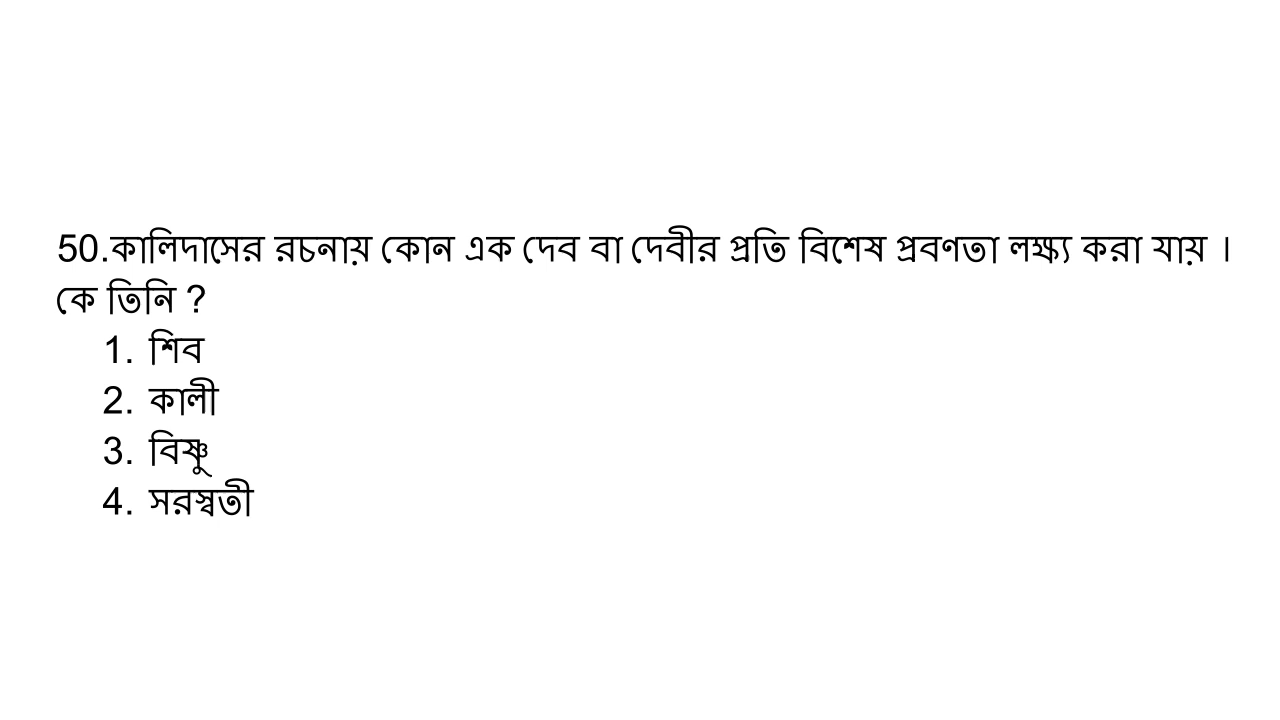 50.কালিদাসের রচনায় কোন এক দেব বা দেবীর প্রতি বিশেষ প্রবণতা লক্ষ্য করা যায় ।
কে তিনি ?
1. শিব
2. কালী
3. বিষ্ণু
4. সরস্বতী